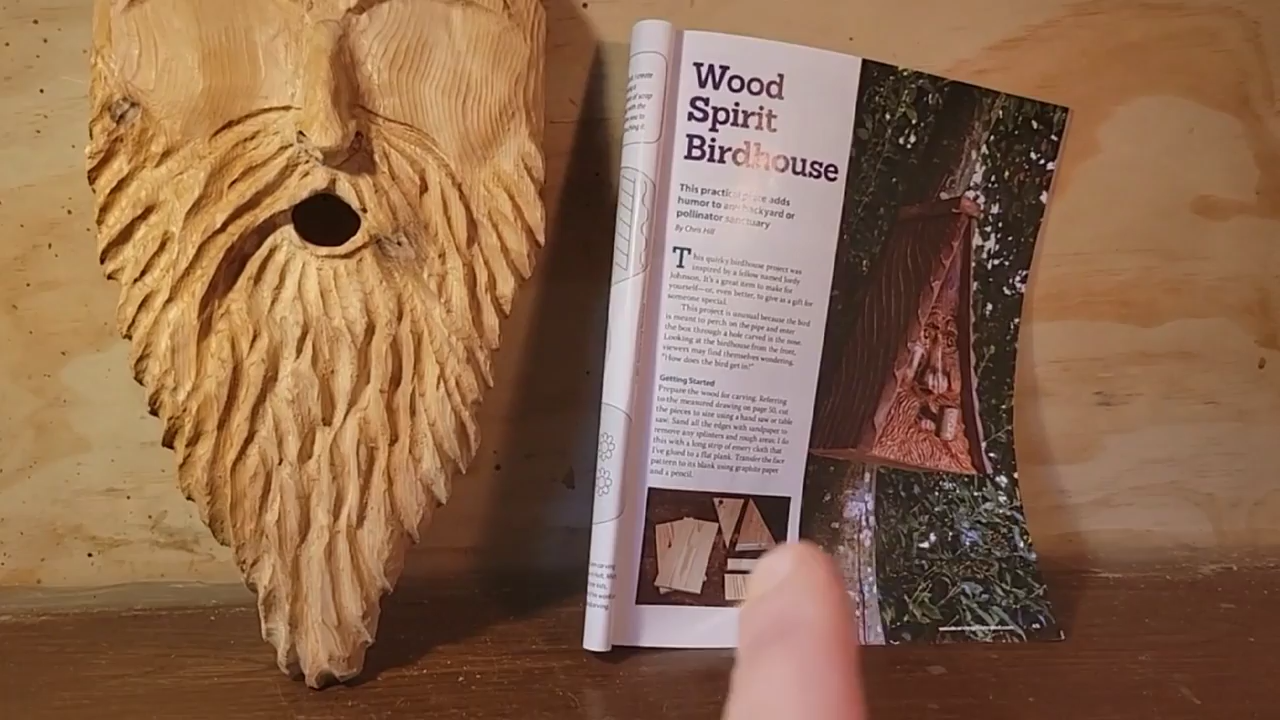 Wood
Spirit
Birdhouse
This practical piece adds
humor to any backyard or
pollinator sanctuary
By Chris Hill
This quirky birdhouse project was
inspired by a fellow named Jordy
Johnson. It's a great item to make for
yourself—or, even better, to give as a gift for
someone special.
This project is unusual because the bird
is meant to perch on the pipe and enter
the box through a hole carved in the nose.
Looking at the birdhouse from the front,
viewers may find themselves wondering,
"How does the bird get in?"
Getting Started
Prepare the wood for carving. Referring
to the measured drawing on page 50, cut
the pieces to size using a hand saw or table
saw. Sand all the edges with sandpaper to
remove any splinters and rough areas; I do
this with a long strip of emery cloth that
I've glued to a flat plank. Transfer the face
pattern to its blank using graphite paper
and a pencil.